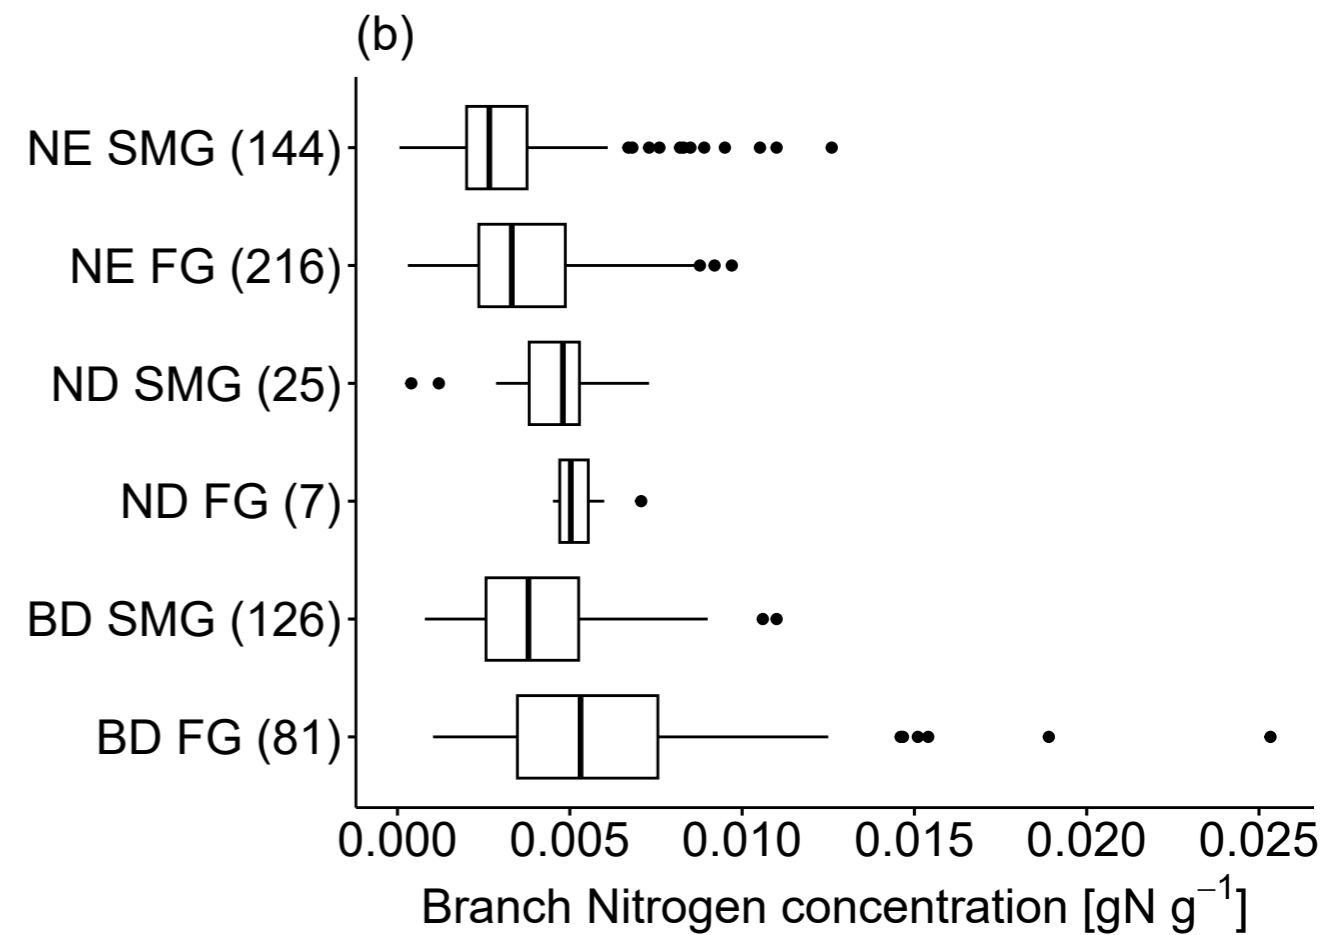 (b)
NE SMG (144)
NE FG (216)
ND SMG (25)
ND FG (7)
BD SMG (126)
BD FG (81)
0.000 0.005 0.010 0.015 0.020 0.025
Branch Nitrogen concentration [gN g⁻¹]